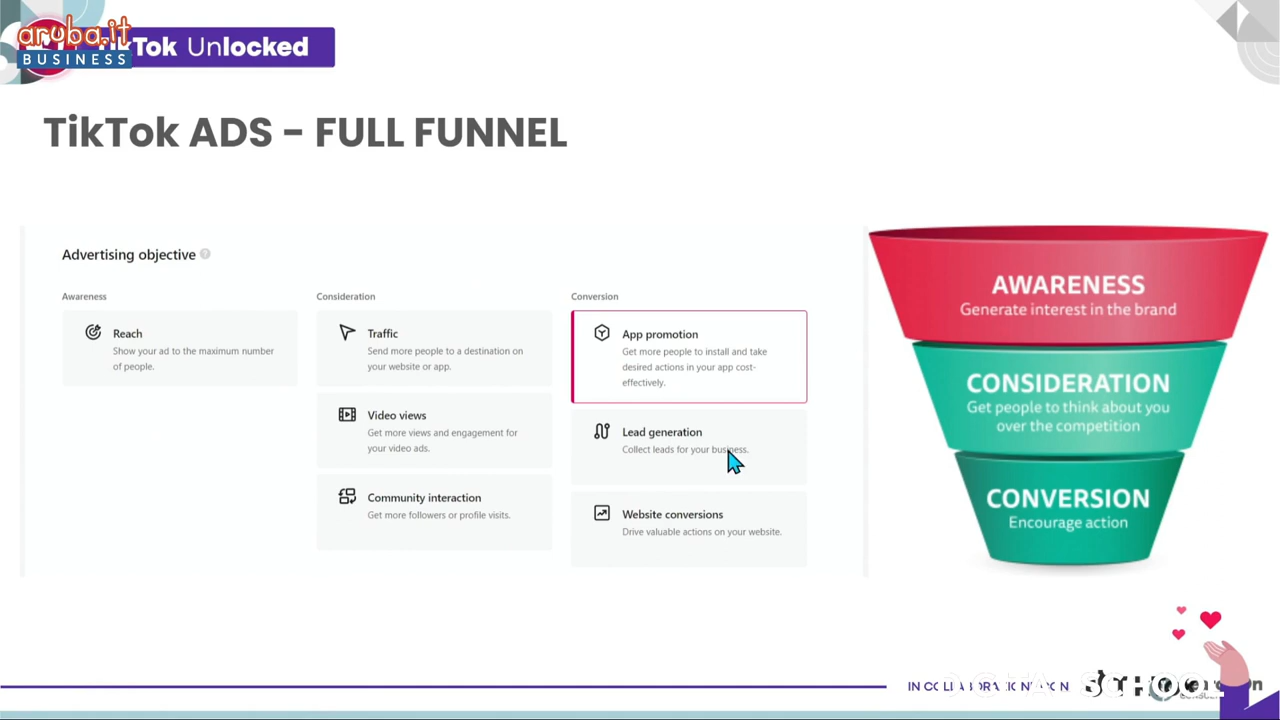 aruba.it
BUSINESS
TikTok Unlocked
TikTok ADS - FULL FUNNEL
Advertising objective ?
Awareness
Reach
Show your ad to the maximum number
of people.
Consideration
Traffic
Send more people to a destination on
your website or app.
Video views
Get more views and engagement for
your video ads.
Community interaction
Get more followers or profile visits.
Conversion
App promotion
Get more people to install and take
desired actions in your app cost-
effectively.
Lead generation
Collect leads for your business.
Website conversions
Drive valuable actions on your website.
AWARENESS
Generate interest in the brand
CONSIDERATION
Get people to think about you
over the competition
CONVERSION
Encourage action
IN COLLABORAZIONE CON